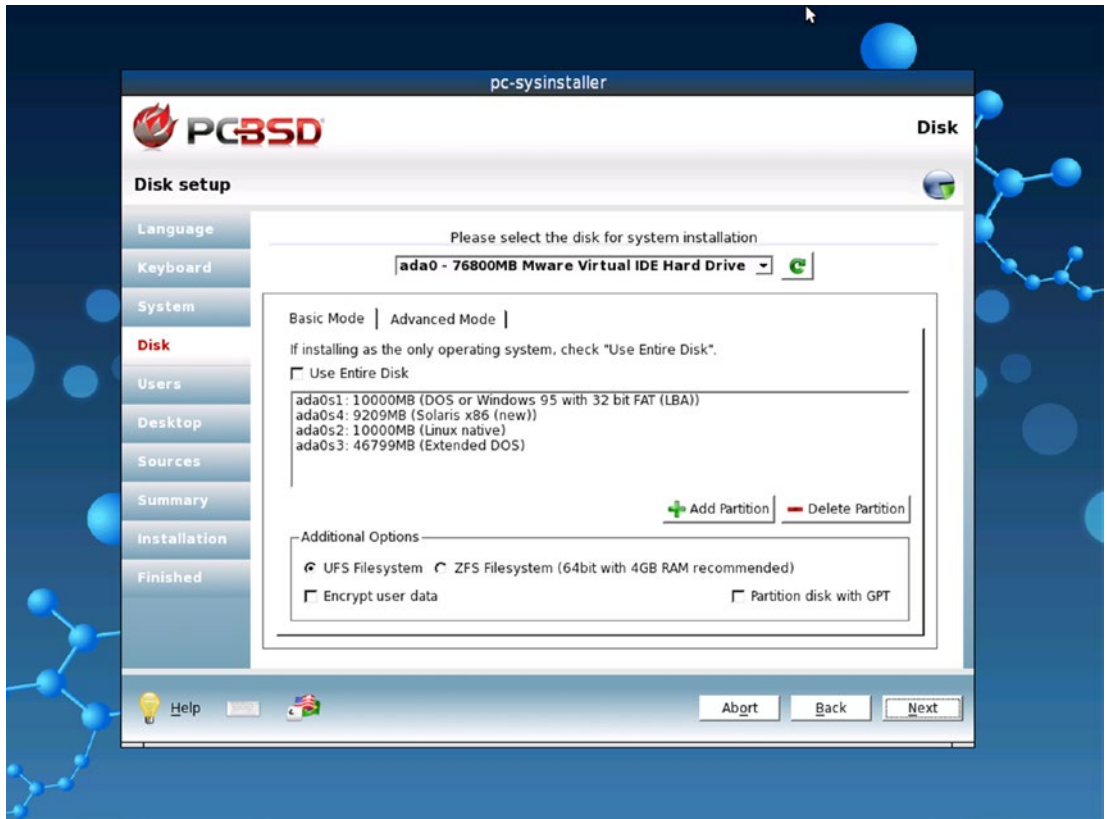 pc-sysinstaller
PCBSD
Disk
Disk setup
Language
Keyboard
System
Disk
Users
Desktop
Sources
Summary
Installation
Finished
Please select the disk for system installation
ada0 - 76800MB Mware Virtual IDE Hard Drive
Basic Mode Advanced Mode
If installing as the only operating system, check "Use Entire Disk".
Use Entire Disk
ada0s1: 10000MB (DOS or Windows 95 with 32 bit FAT (LBA))
ada0s4: 9209MB (Solaris x86 (new))
ada0s2: 10000MB (Linux native)
ada0s3: 46799MB (Extended DOS)
Add Partition Delete Partition
Additional Options
UFS Filesystem ZFS Filesystem (64bit with 4GB RAM recommended)
Encrypt user data Partition disk with GPT
Help Abort Back Next